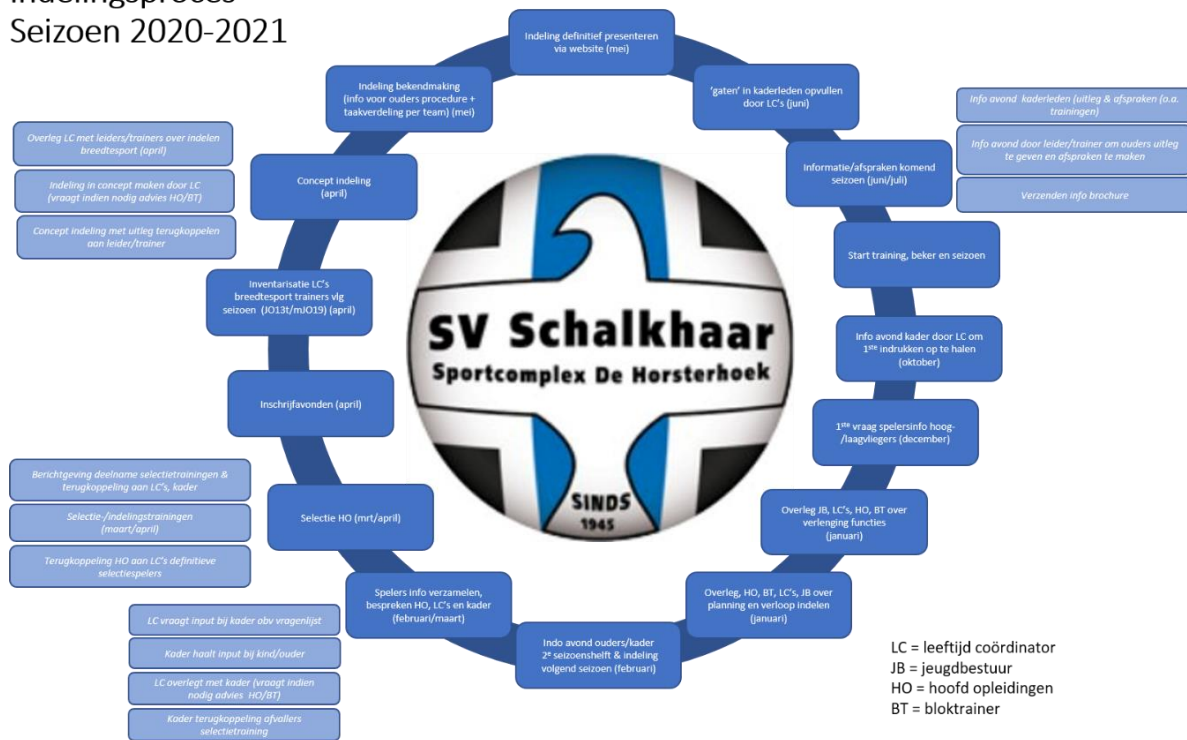 Indelingsproces
Seizoen 2020-2021
Indeling definitief presenteren
via website (mei)
'gaten' in kaderleden opvullen
door LC's (juni)
Informatie/afspraken komend
seizoen (juni/juli)
Info avond  kaderleden (uitleg & afspraken (o.a.
trainingen)
Info avond door leider/trainer om ouders uitleg
te geven en afspraken te maken
Verzenden info brochure
Start training, beker en seizoen
Info avond kader door LC om
1ste indrukken op te halen
(oktober)
1ste vraag spelersinfo hoog-
/laagvliegers (december)
Overleg JB, LC's, HO, BT over
verlenging functies
(januari)
Overleg, HO, BT, LC's, JB over
planning en verloop indelen
(januari)
Indo avond ouders/kader
2e seizoenshelft & indeling
volgend seizoen (februari)
Spelers info verzamelen,
bespreken HO, LC's en kader
(februari/maart)
LC vraagt input bij kader obv vragenlijst
Kader haalt input bij kind/ouder
LC overlegt met kader (vraagt indien
nodig advies  HO/BT)
Kader terugkoppeling afvallers
selectietraining
Selectie HO (mrt/april)
Berichtgeving deelname selectietrainingen &
terugkoppeling aan LC's, kader
Selectie-/indelingstrainingen
(maart/april)
Terugkoppeling HO aan LC's definitieve
selectiespelers
Inschrijfavonden (april)
Inventarisatie LC's
breedtesport trainers vlg
seizoen  (JO13t/mJO19) (april)
Concept indeling
(april)
Overleg LC met leiders/trainers over indelen
breedtesport (april)
Indeling in concept maken door LC
(vraagt indien nodig advies HO/BT)
Concept indeling met uitleg terugkoppelen
aan leider/trainer
Indeling bekendmaking
(info voor ouders procedure +
taakverdeling per team) (mei)
SV Schalkhaar
Sportcomplex De Horsterhoek
SINDS
1945
LC = leeftijd coördinator
JB = jeugdbestuur
HO = hoofd opleidingen
BT = bloktrainer